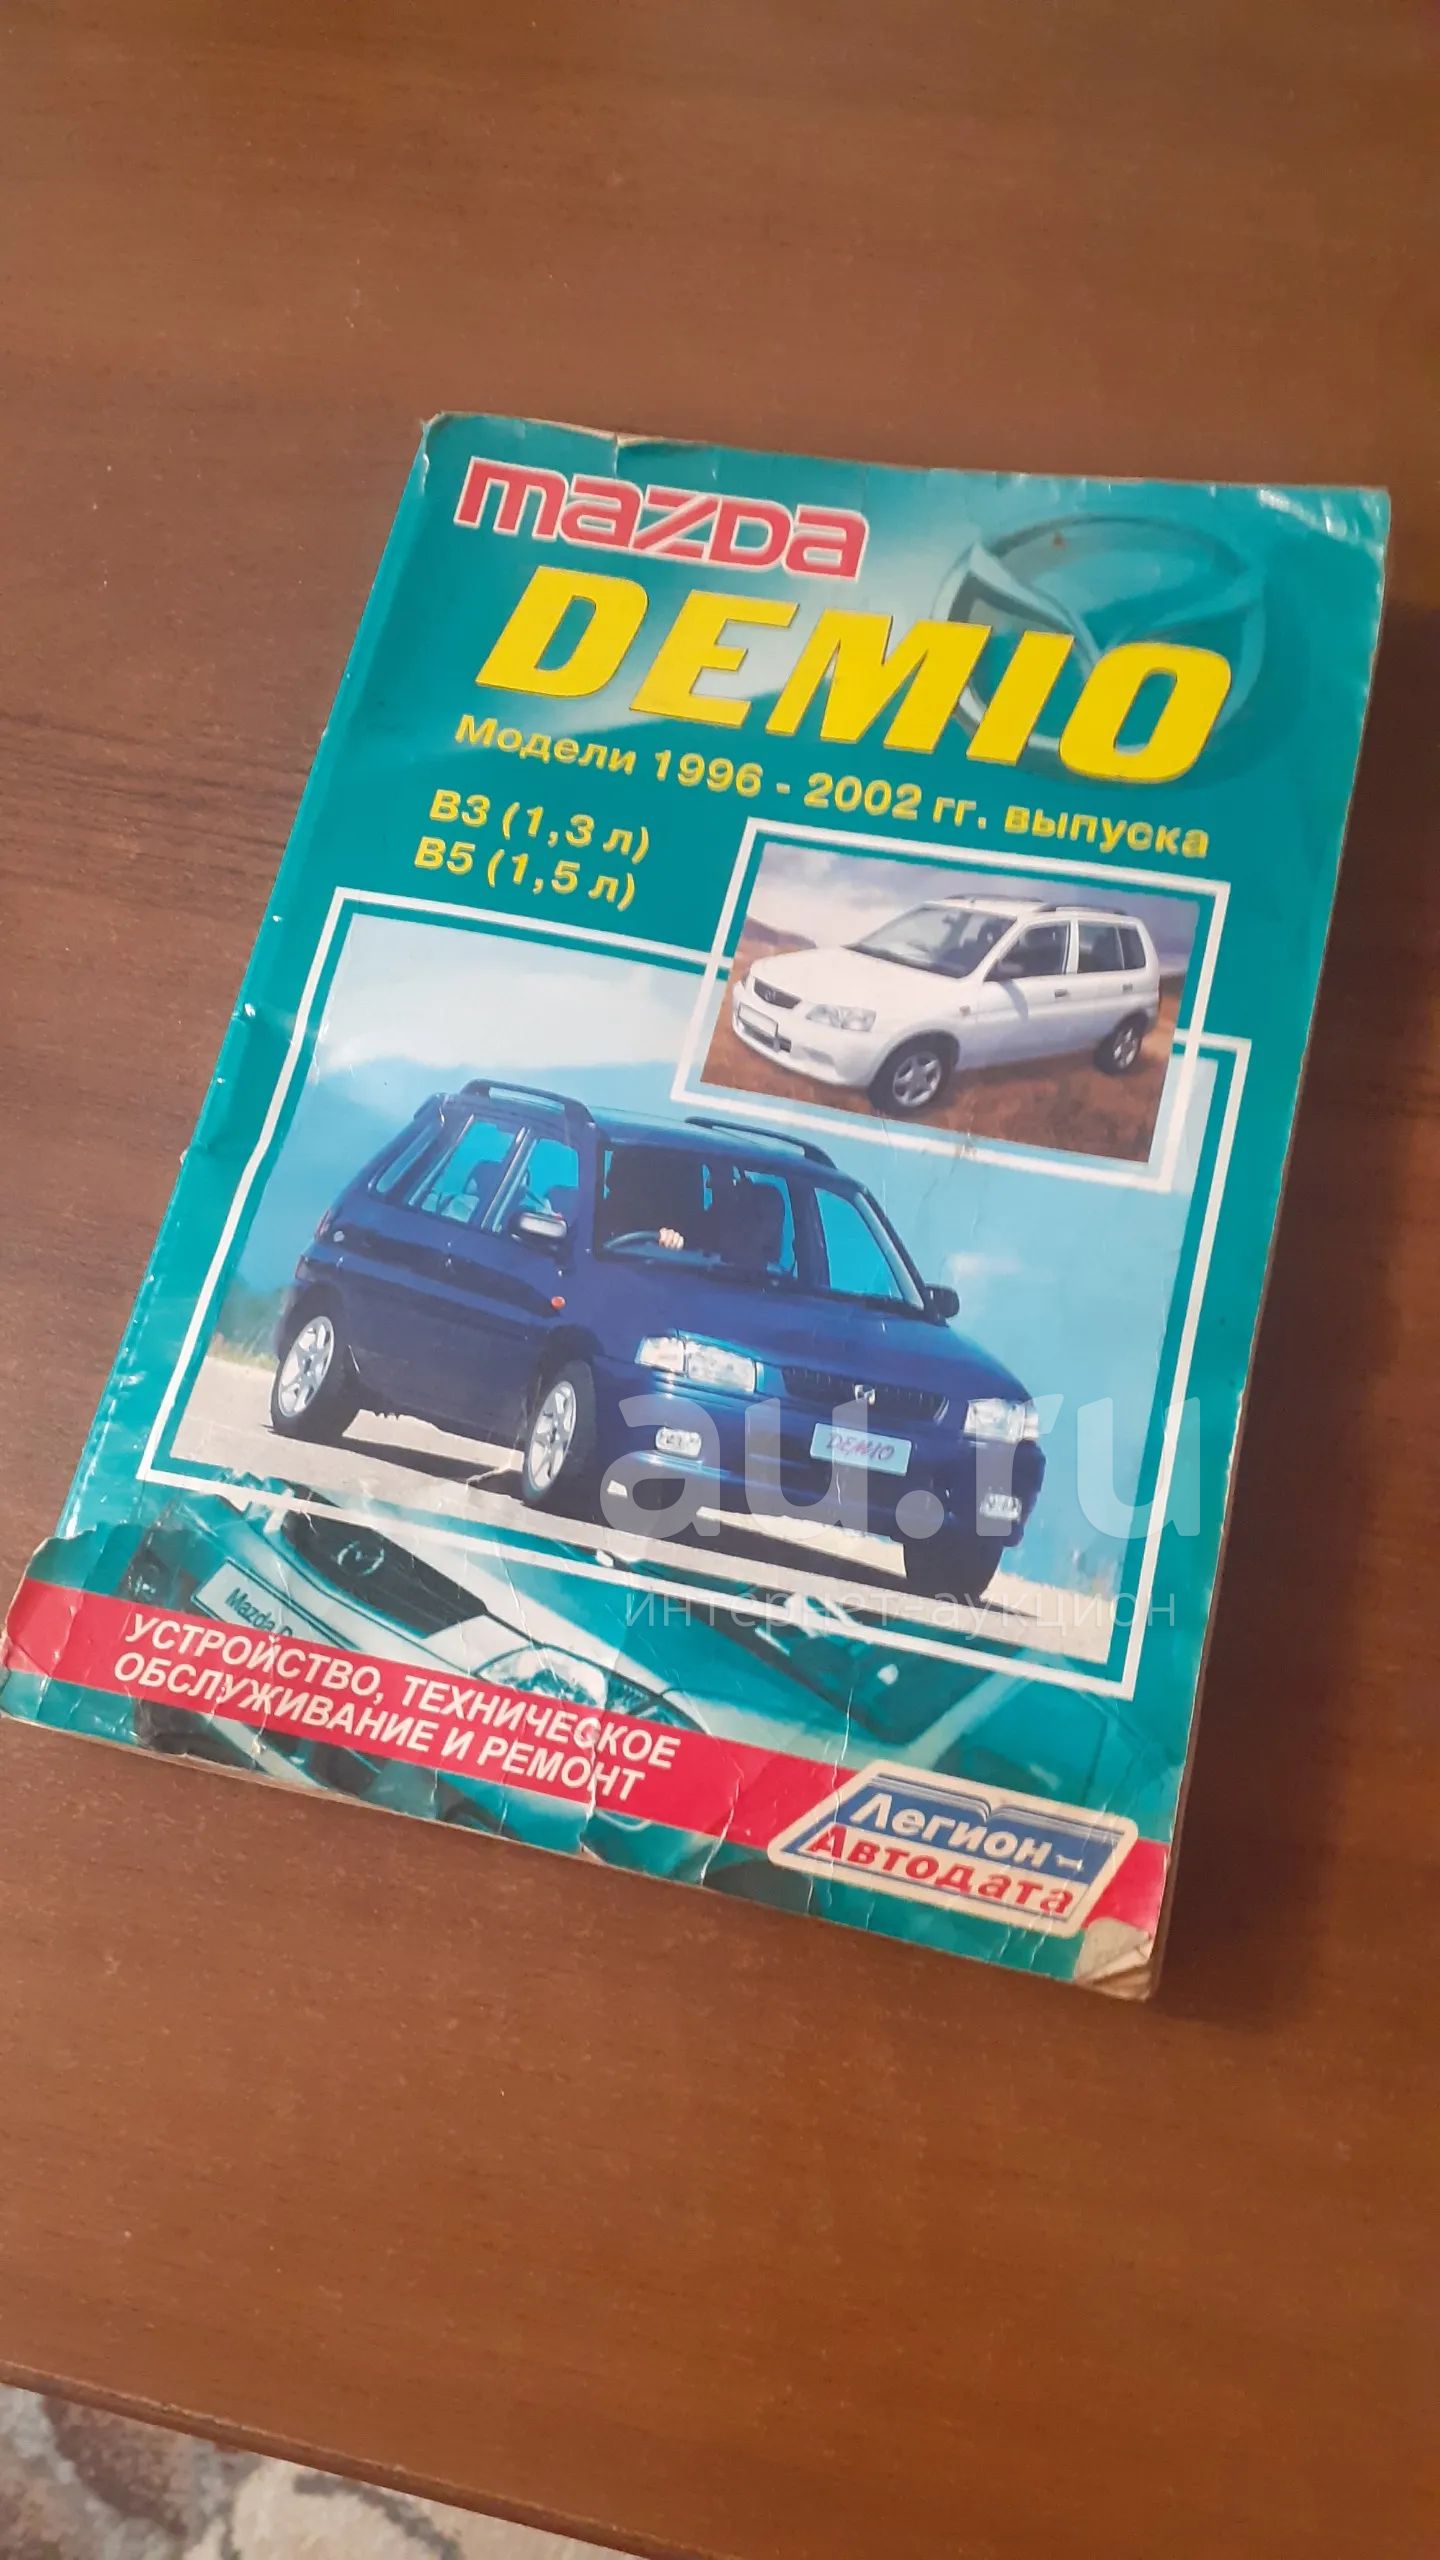 mazda
DEMIO
Модели 1996 - 2002 гг. выпуска
B3 (1,3 л)
B5 (1,5 л)
DEMIO
au.ru
интернет-аукцион
Mazda D
УСТРОЙСТВО, ТЕХНИЧЕСКОЕ
ОБСЛУЖИВАНИЕ И РЕМОНТ
Легион-
Автодата